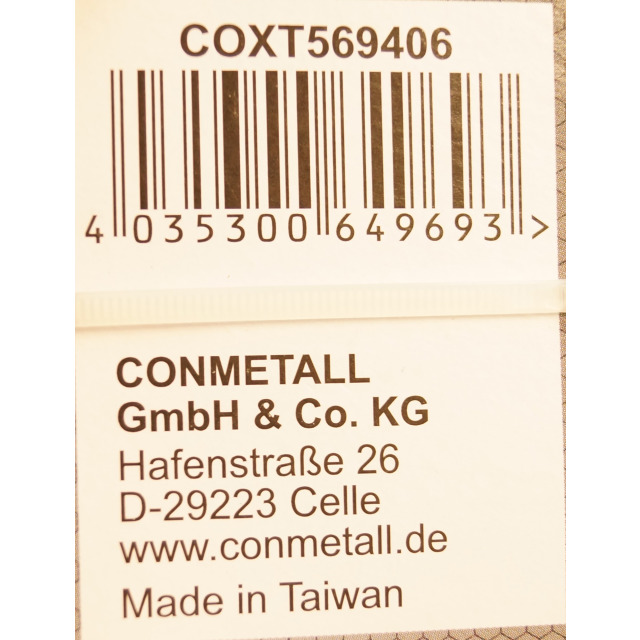 COXT569406
4 035300 649693 >
CONMETALL
GmbH & Co. KG
Hafenstraße 26
D-29223 Celle
www.conmetall.de
Made in Taiwan